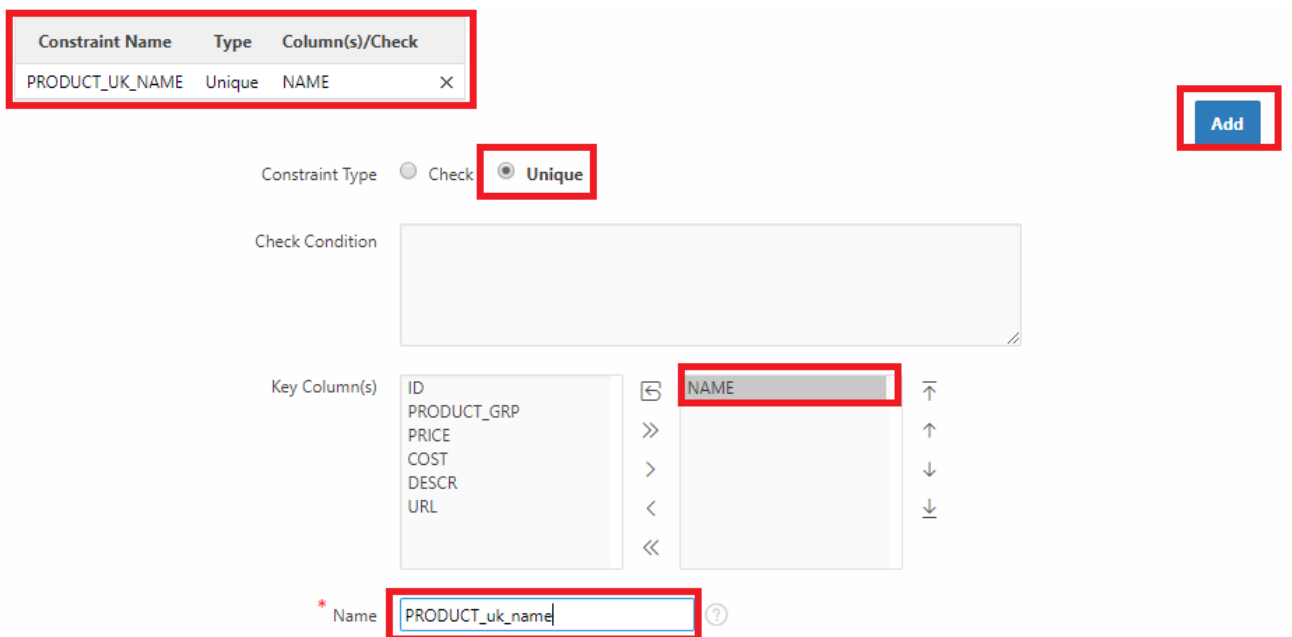 Constraint Name Type Column(s)/Check
PRODUCT_UK_NAME Unique NAME ×
Add
Constraint Type Check Unique
Check Condition
Key Column(s)
ID
PRODUCT_GRP
PRICE
COST
DESCR
URL
NAME
* Name PRODUCT_uk_name ?